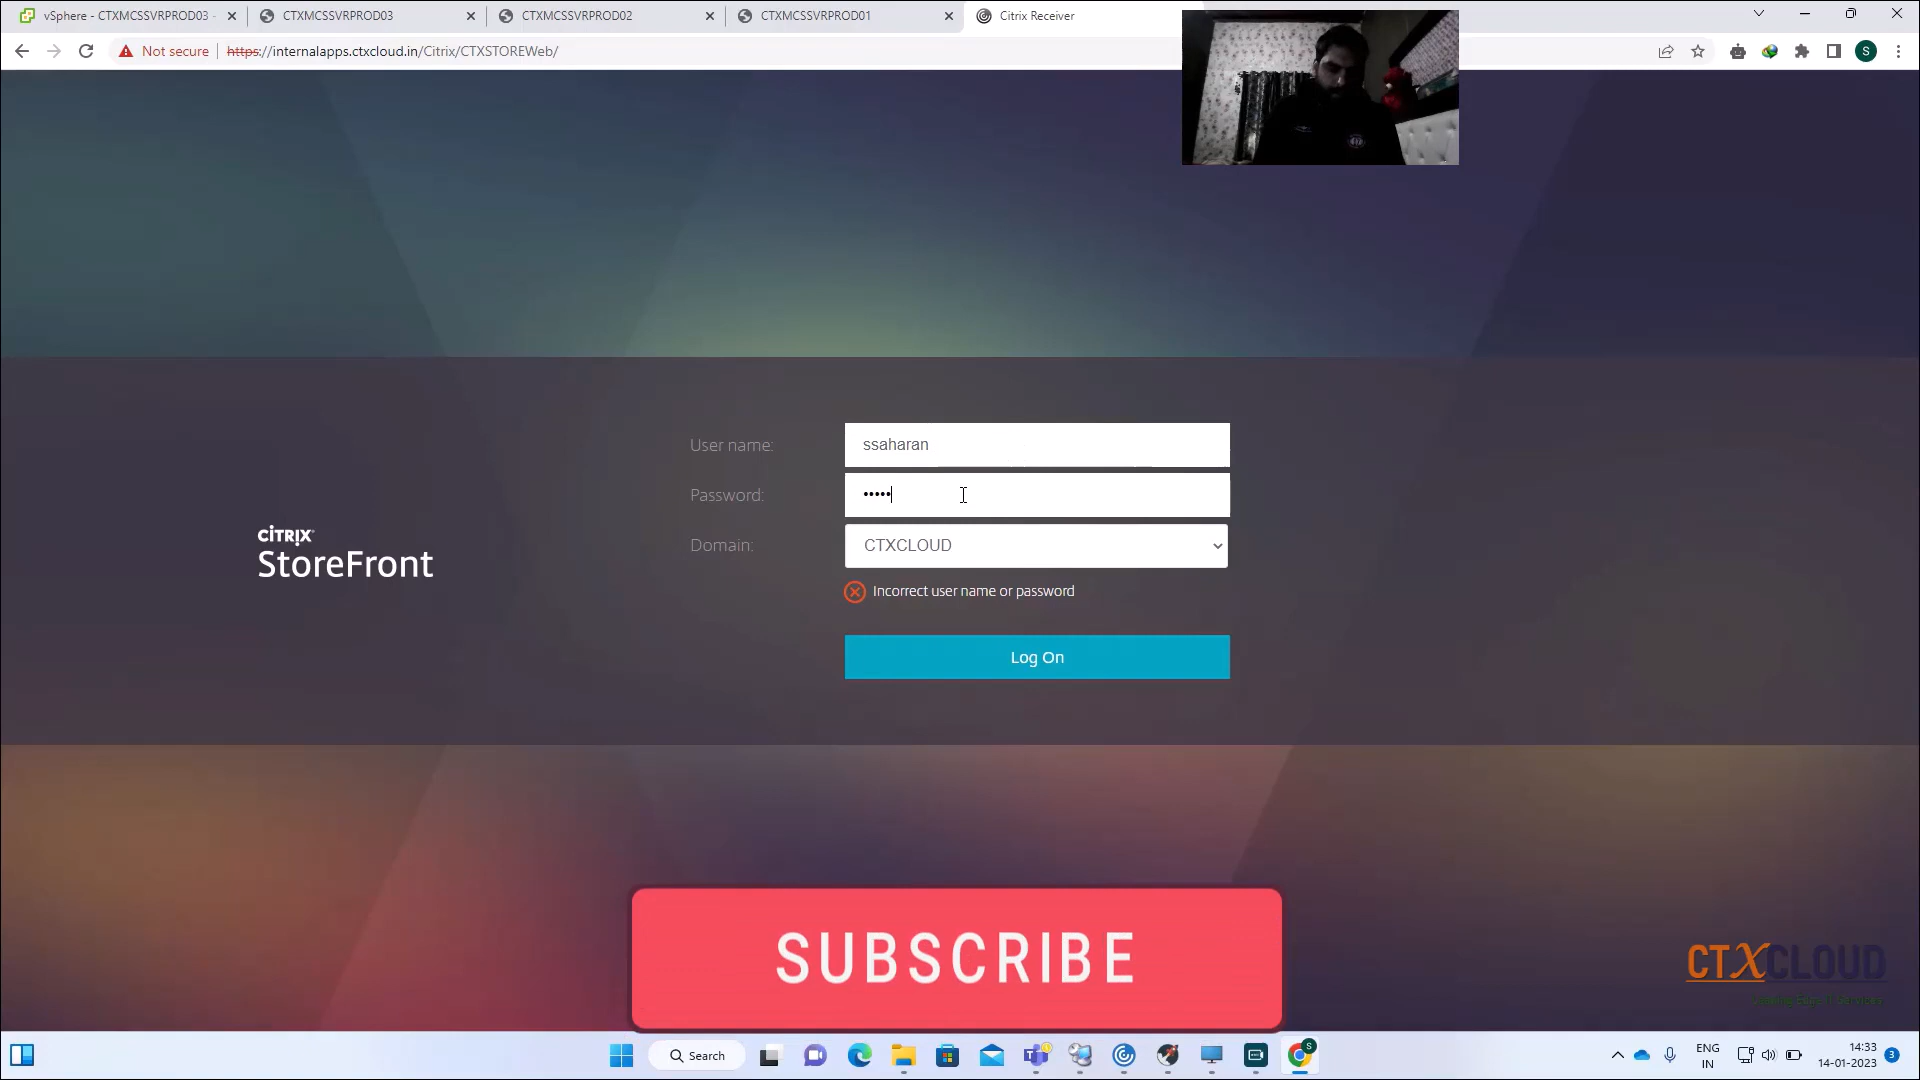 vSphere - CTXMCSSVRPROD03 -
CTXMCSSVRPROD03
CTXMCSSVRPROD02
CTXMCSSVRPROD01
Citrix Receiver
Not secure
https://internalapps.ctxcloud.in/Citrix/CTXSTOREWeb/
S
User name:
ssaharan
Password:
•••••
Domain:
CTXCLOUD
Incorrect user name or password
Log On
CITRIX
StoreFront
SUBSCRIBE
CTXCLOUD
Search
S
ENG
IN
14:33
14-01-2023
3